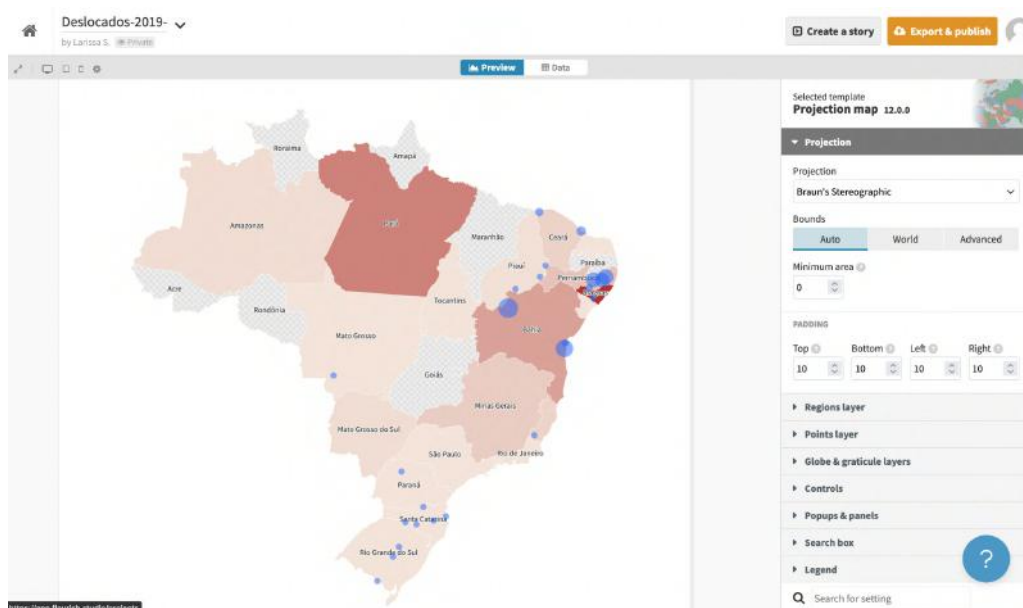 Deslocados-2019-
by Larissa S. Private
Create a story
Export & publish
Preview
Data
Selected template
Projection map 12.0.0
Projection
Projection
Braun's Stereographic
Bounds
Auto World Advanced
Minimum area
0
PADDING
Top Bottom Left Right
10 10 10 10
Regions layer
Points layer
Globe & graticule layers
Controls
Popups & panels
Search box
Legend
Search for setting
?
Roraima
Amapá
Amazonas
Pará
Maranhão
Ceará
Paraíba
Piauí
Acre
Tocantins
Rondônia
Bahia
Mato Grosso
Goiás
Minas Gerais
Mato Grosso do Sul
São Paulo
Rio de Janeiro
Paraná
Santa Catarina
Rio Grande do Sul